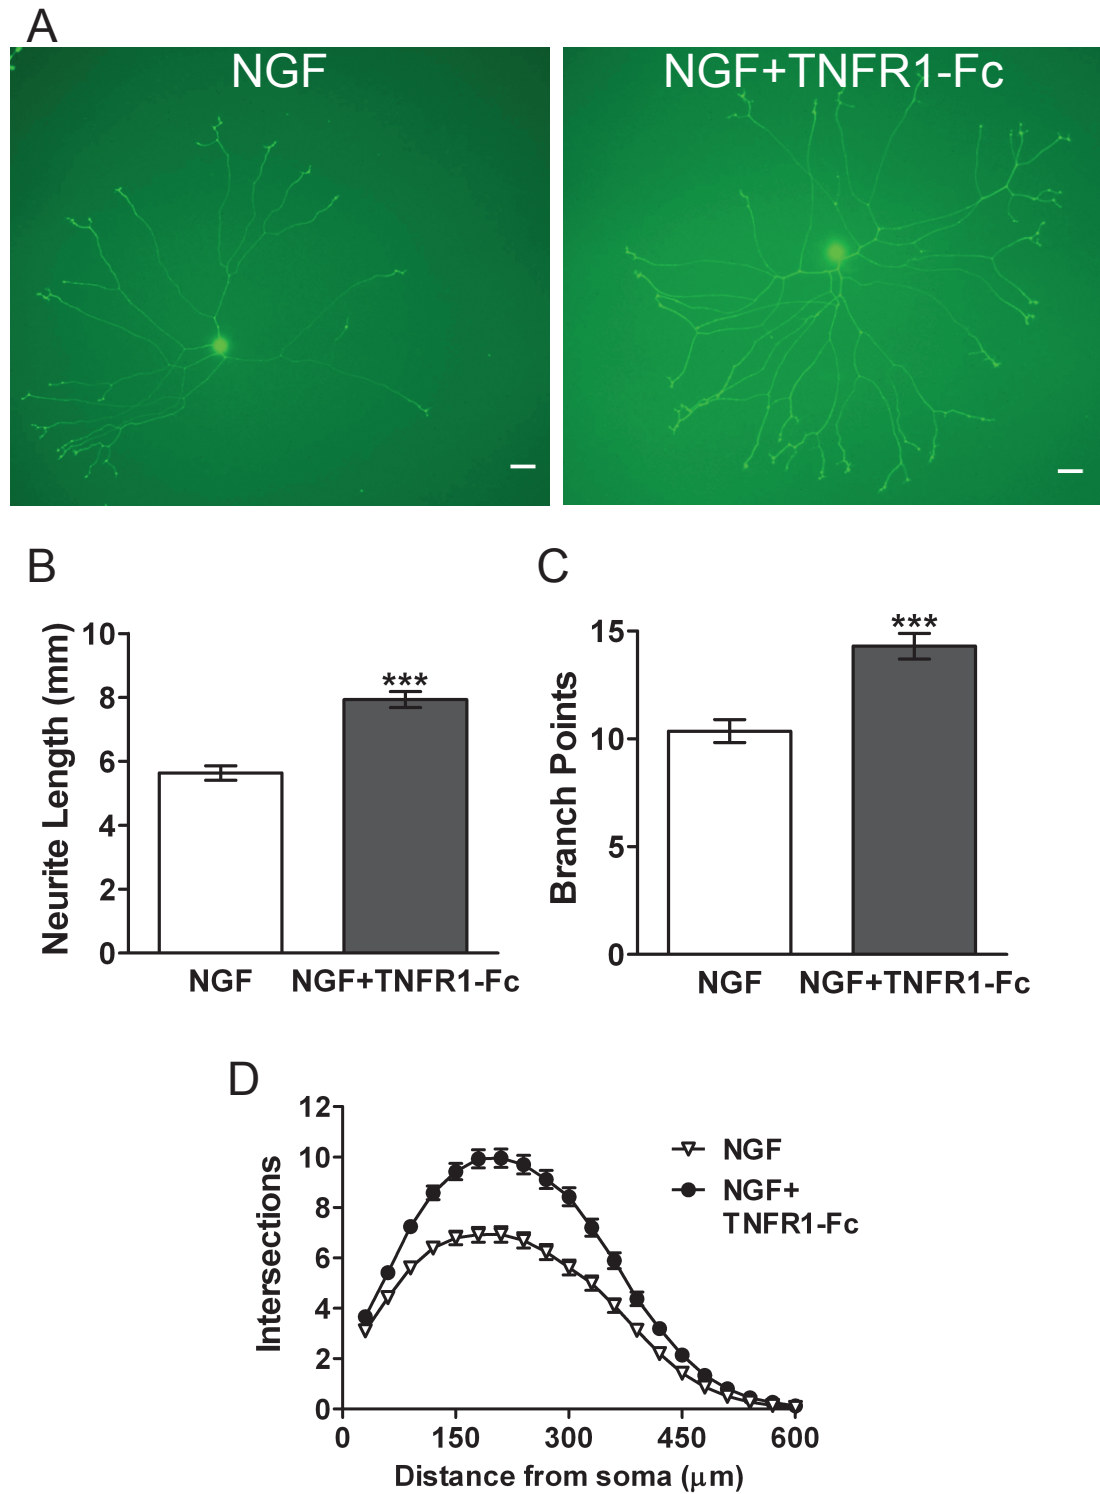 A
NGF
NGF+TNFR1-Fc
B
Neurite Length (mm)
10
8
6
4
2
0
***
NGF
NGF+TNFR1-Fc
C
Branch Points
15
10
5
0
***
NGF
NGF+TNFR1-Fc
D
Intersections
12
10
8
6
4
2
0
0 150 300 450 600
Distance from soma (μm)
NGF
NGF+
TNFR1-Fc